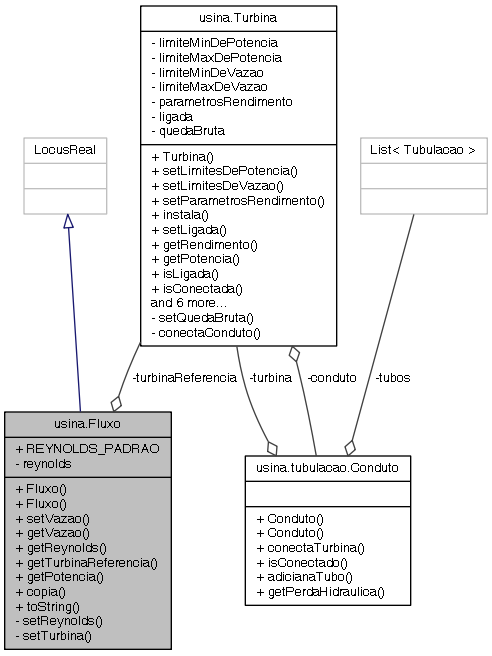 usina.Turbina
- limiteMinDePotencia
- limiteMaxDePotencia
- limiteMinDeVazao
- limiteMaxDeVazao
- parametrosRendimento
- ligada
- quedaBruta
+ Turbina()
+ setLimitesDePotencia()
+ setLimitesDeVazao()
+ setParametrosRendimento()
+ instala()
+ setLigada()
+ getRendimento()
+ getPotencia()
+ isLigada()
+ isConectada()
and 6 more...
- setQuedaBruta()
- conectaConduto()
LocusReal
List< Tubulacao >
-turbinaReferencia
-turbina
-conduto
-tubos
usina.Fluxo
+ REYNOLDS_PADRAO
- reynolds
+ Fluxo()
+ Fluxo()
+ setVazao()
+ getVazao()
+ getReynolds()
+ getTurbinaReferencia()
+ getPotencia()
+ copia()
+ toString()
- setReynolds()
- setTurbina()
usina.tubulacao.Conduto
+ Conduto()
+ Conduto()
+ conectaTurbina()
+ isConectado()
+ adicionaTubo()
+ getPerdaHidraulica()